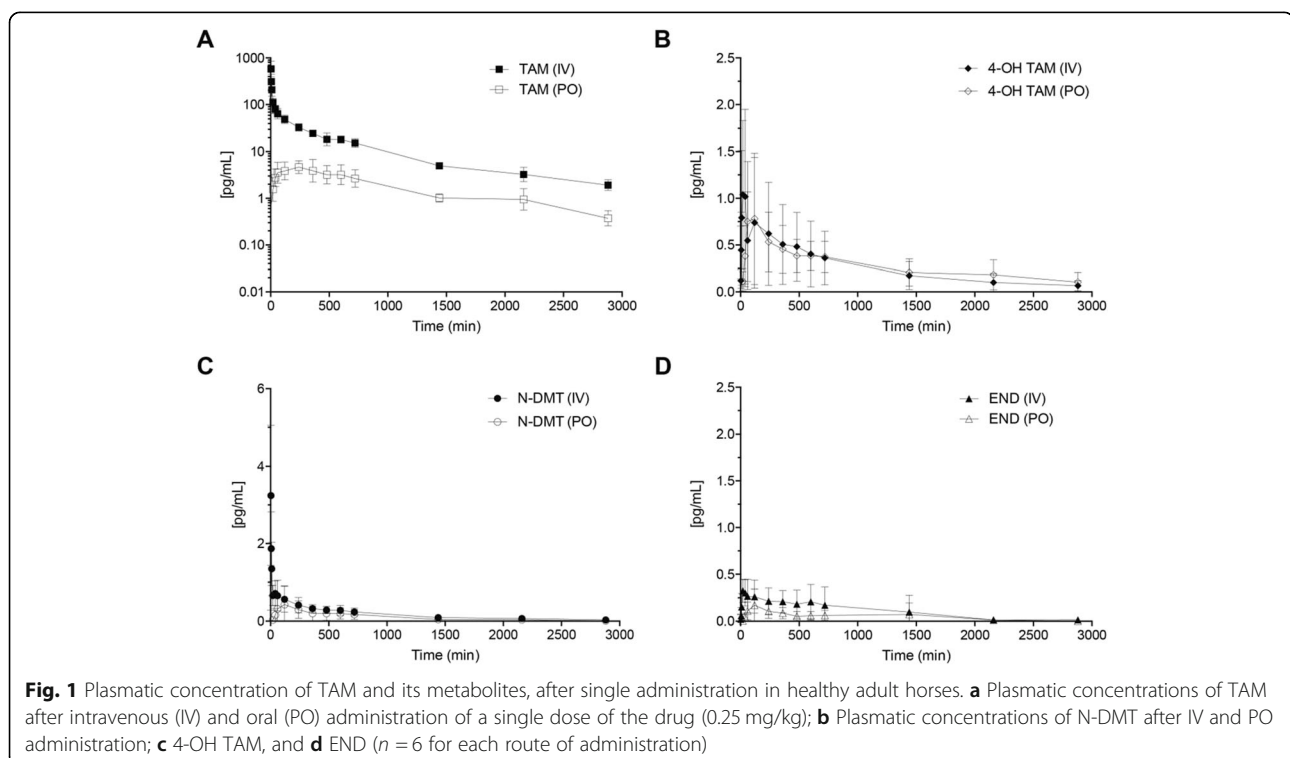 A
1000
100
10
1
0.10
0.01
[pg/mL]
0 500 1000 1500 2000 2500 3000
Time (min)
TAM (IV)
TAM (PO)
B
2.5
2.0
1.5
1.0
0.5
0.0
[pg/mL]
0 500 1000 1500 2000 2500 3000
Time (min)
4-OH TAM (IV)
4-OH TAM (PO)
C
6
4
2
0
[pg/mL]
0 500 1000 1500 2000 2500 3000
Time (min)
N-DMT (IV)
N-DMT (PO)
D
2.5
2.0
1.5
1.0
0.5
0.0
[pg/mL]
0 500 1000 1500 2000 2500 3000
Time (min)
END (IV)
END (PO)
Fig. 1 Plasmatic concentration of TAM and its metabolites, after single administration in healthy adult horses. a Plasmatic concentrations of TAM
after intravenous (IV) and oral (PO) administration of a single dose of the drug (0.25 mg/kg); b Plasmatic concentrations of N-DMT after IV and PO
administration; c 4-OH TAM, and d END (n = 6 for each route of administration)